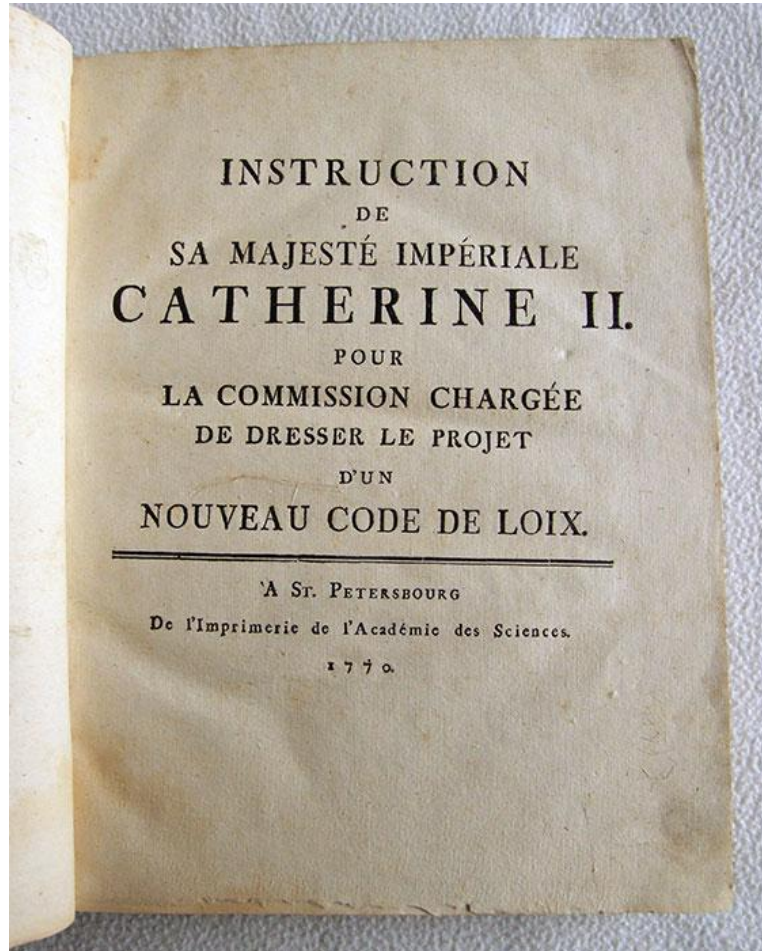 INSTRUCTION
DE
SA MAJESTÉ IMPÉRIALE
CATHERINE II.
POUR
LA COMMISSION CHARGÉE
DE DRESSER LE PROJET
D'UN
NOUVEAU CODE DE LOIX.
'A ST. PETERSBOURG
De l'Imprimerie de l'Académie des Sciences.
1770.